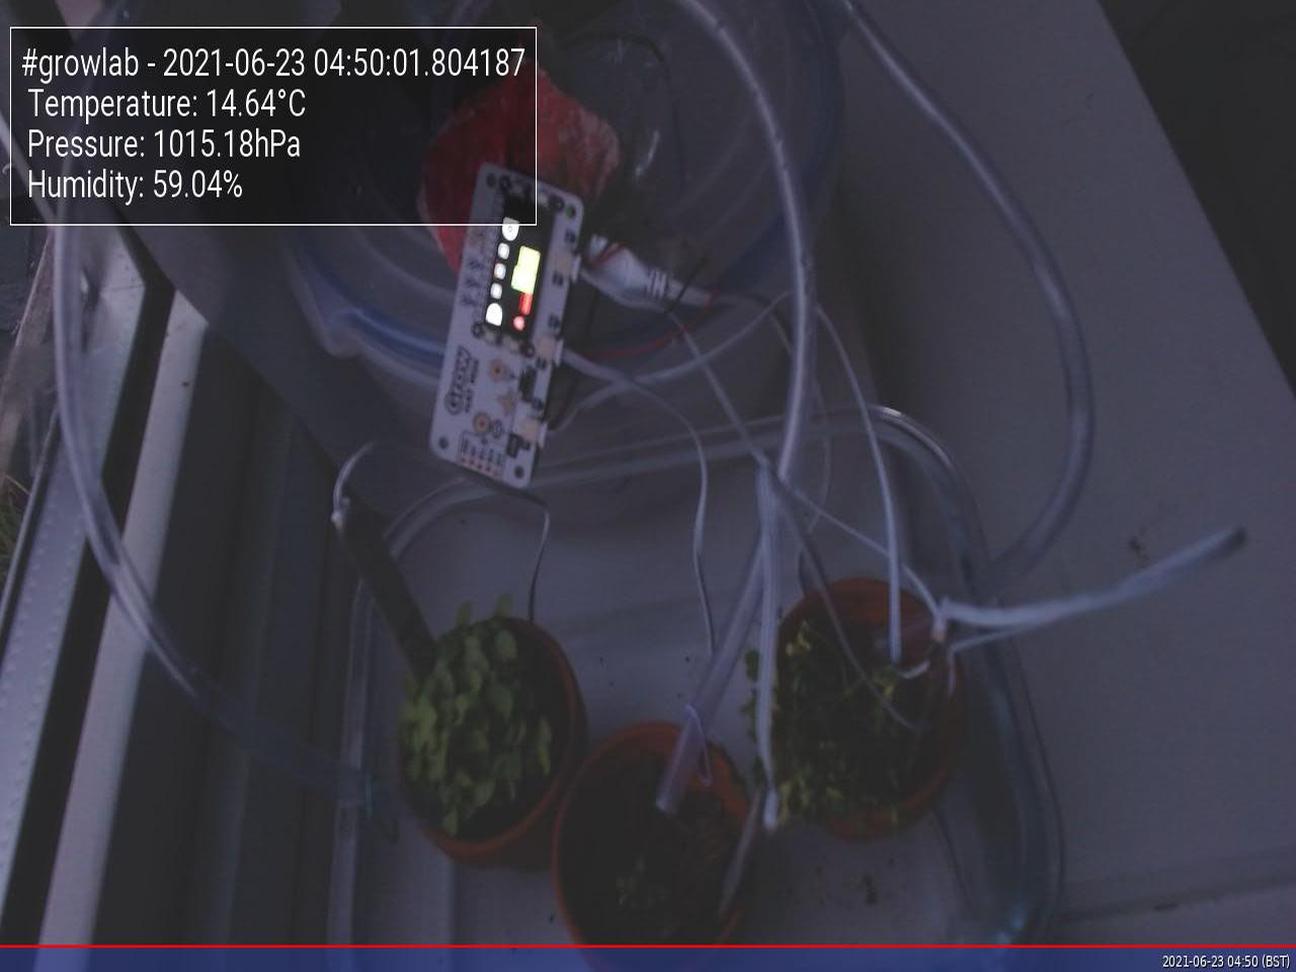 #growlab - 2021-06-23 04:50:01.804187
Temperature: 14.64°C
Pressure: 1015.18hPa
Humidity: 59.04%
GROW
2021-06-23 04:50 (BST)